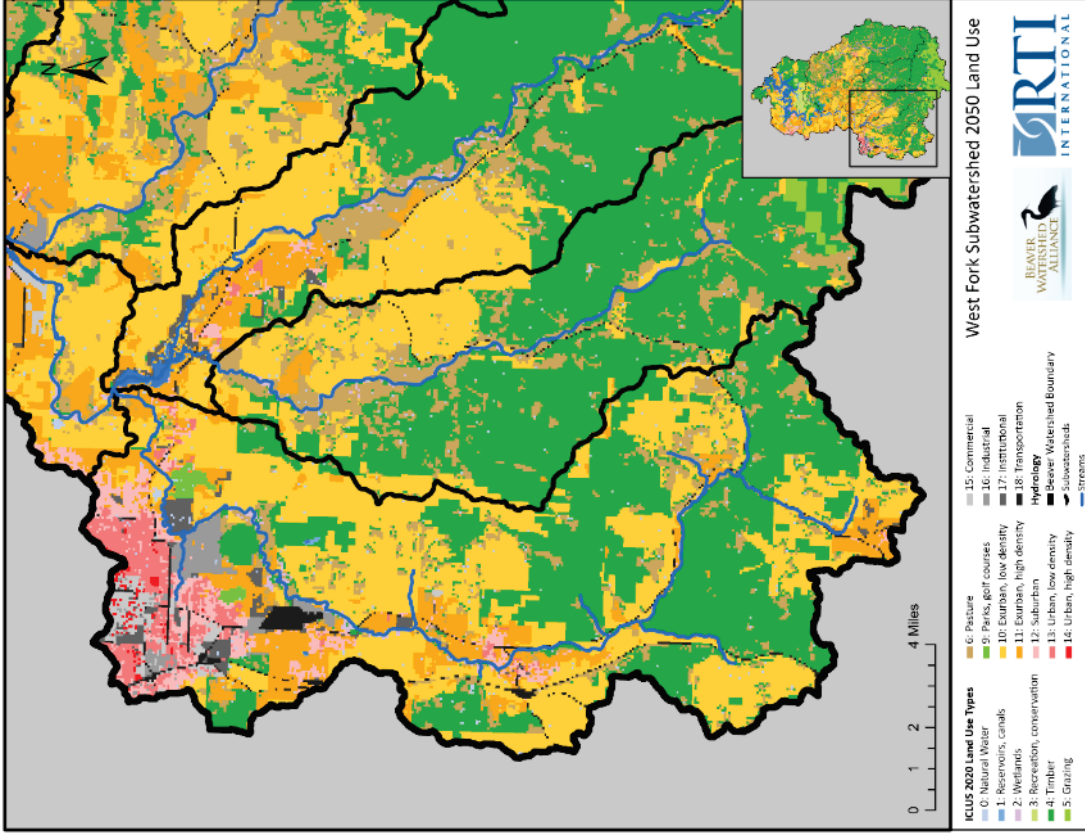 N
0 1 2 4 Miles
West Fork Subwatershed 2050 Land Use
ICLUS 2020 Land Use Types
0: Natural Water
1: Reservoirs, canals
2: Wetlands
3: Recreation, conservation
4: Timber
5: Grazing
6: Pasture
9: Parks, golf courses
10: Exurban, low density
11: Exurban, high density
12: Suburban
13: Urban, low density
14: Urban, high density
15: Commercial
16: Industrial
17: Institutional
18: Transportation
Hydrology
Beaver Watershed Boundary
Subwatersheds
Streams
BEAVER
WATERSHED
ALLIANCE
RTI
INTERNATIONAL